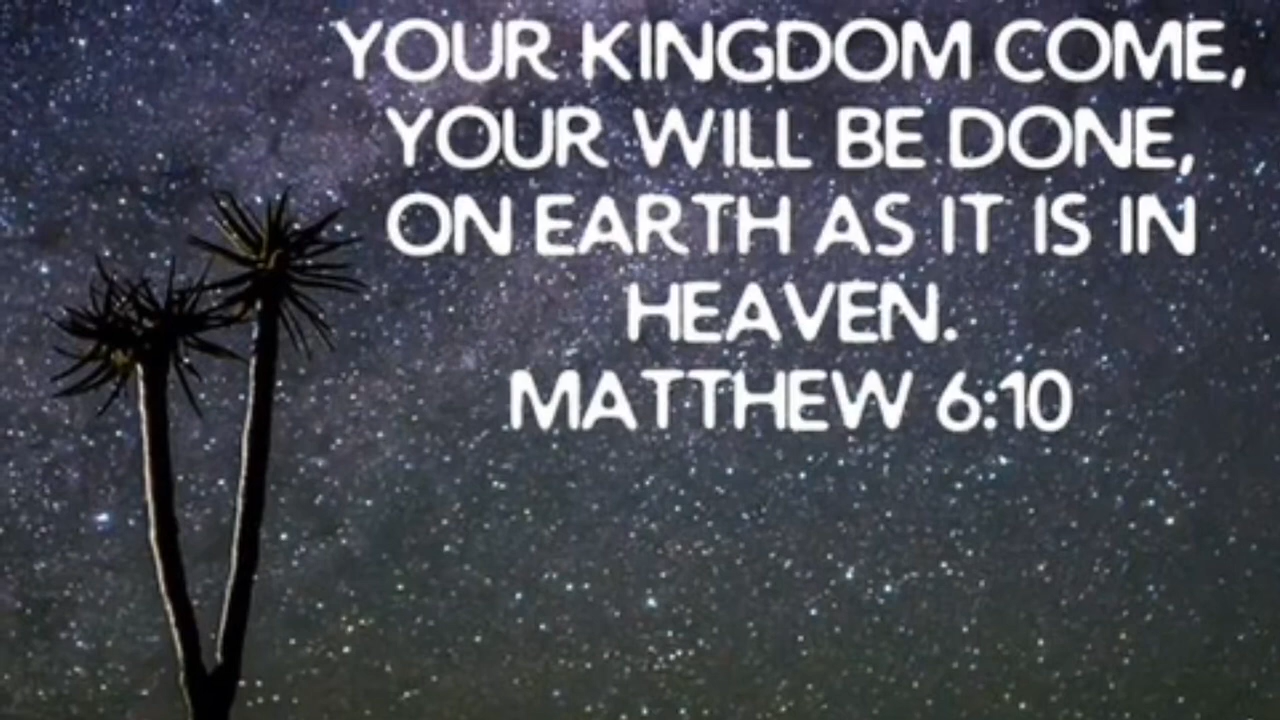 YOUR KINGDOM COME,
YOUR WILL BE DONE,
ON EARTH AS IT IS IN
HEAVEN.
MATTHEW 6:10